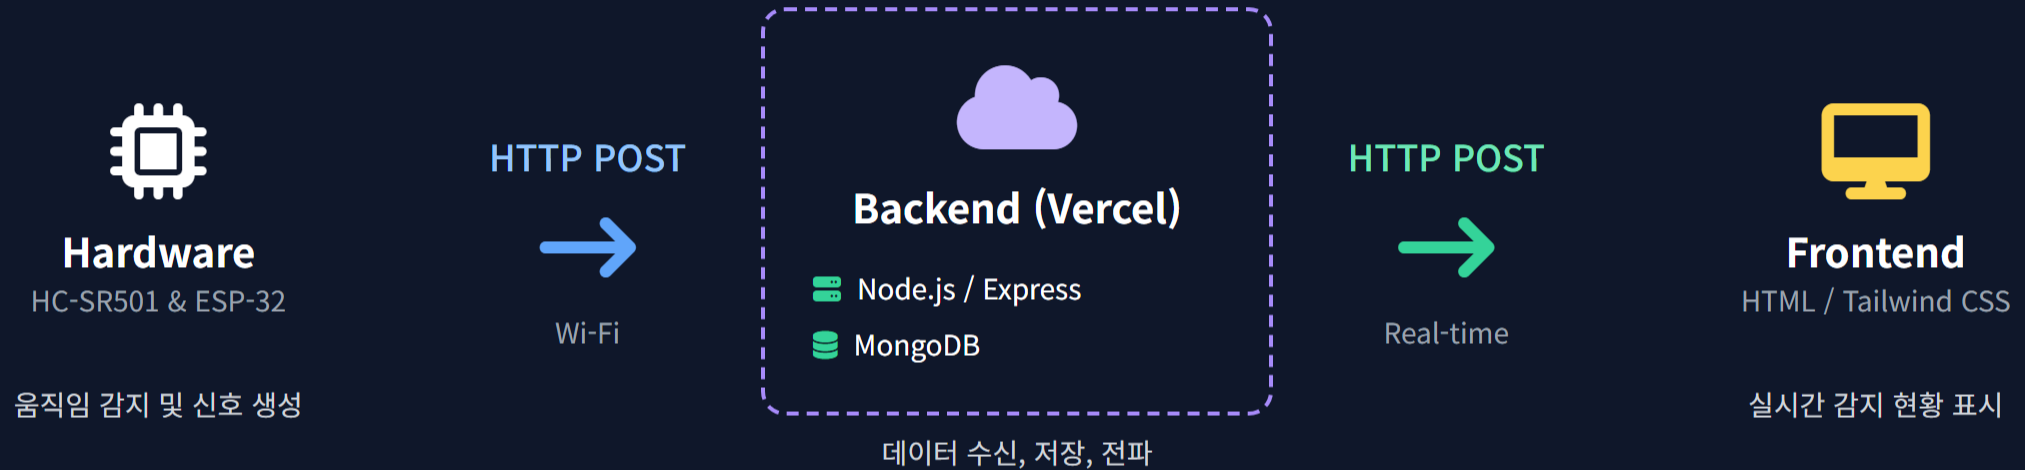 Hardware
HC-SR501 & ESP-32
움직임 감지 및 신호 생성
HTTP POST
Wi-Fi
Backend (Vercel)
Node.js / Express
MongoDB
데이터 수신, 저장, 전파
HTTP POST
Real-time
Frontend
HTML / Tailwind CSS
실시간 감지 현황 표시